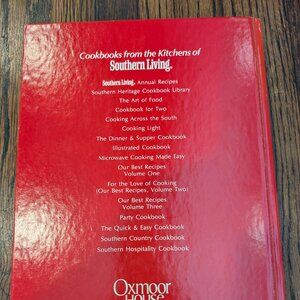 Cookbooks from the Kitchens of
Southern Living.
Southern Living. Annual Recipes
Southern Heritage Cookbook Library
The Art of Food
Cookbook for Two
Cooking Across the South
Cooking Light
The Dinner & Supper Cookbook
Illustrated Cookbook
Microwave Cooking Made Easy
Our Best Recipes
Volume One
For the Love of Cooking
(Our Best Recipes, Volume Two)
Our Best Recipes
Volume Three
Party Cookbook
The Quick & Easy Cookbook
Southern Country Cookbook
Southern Hospitality Cookbook
Oxmoor
House